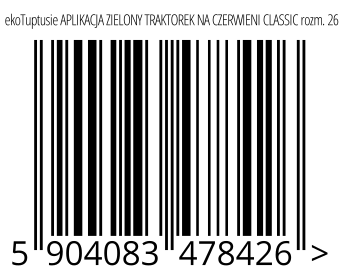 ekoTuptusie APLIKACJA ZIELONY TRAKTOREK NA CZERWIENI CLASSIC rozm. 26
5 904083 478426 >